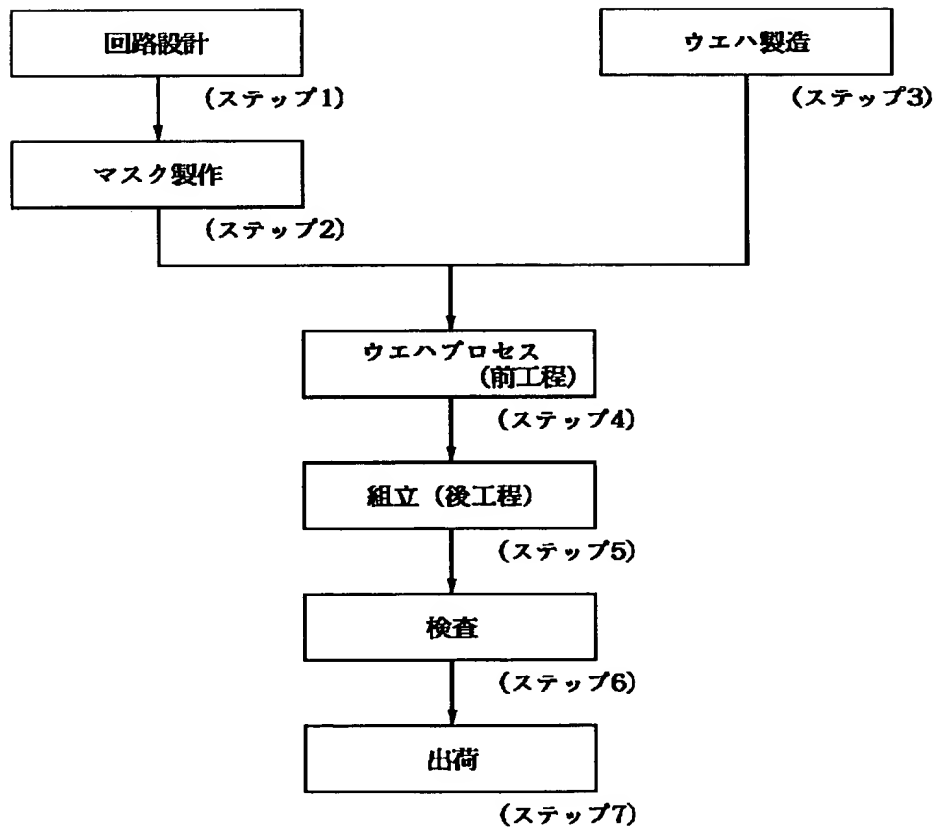 回路設計
(ステップ1)
マスク製作
(ステップ2)
ウエハ製造
(ステップ3)
ウエハプロセス
(前工程)
(ステップ4)
組立(後工程)
(ステップ5)
検査
(ステップ6)
出荷
(ステップ7)